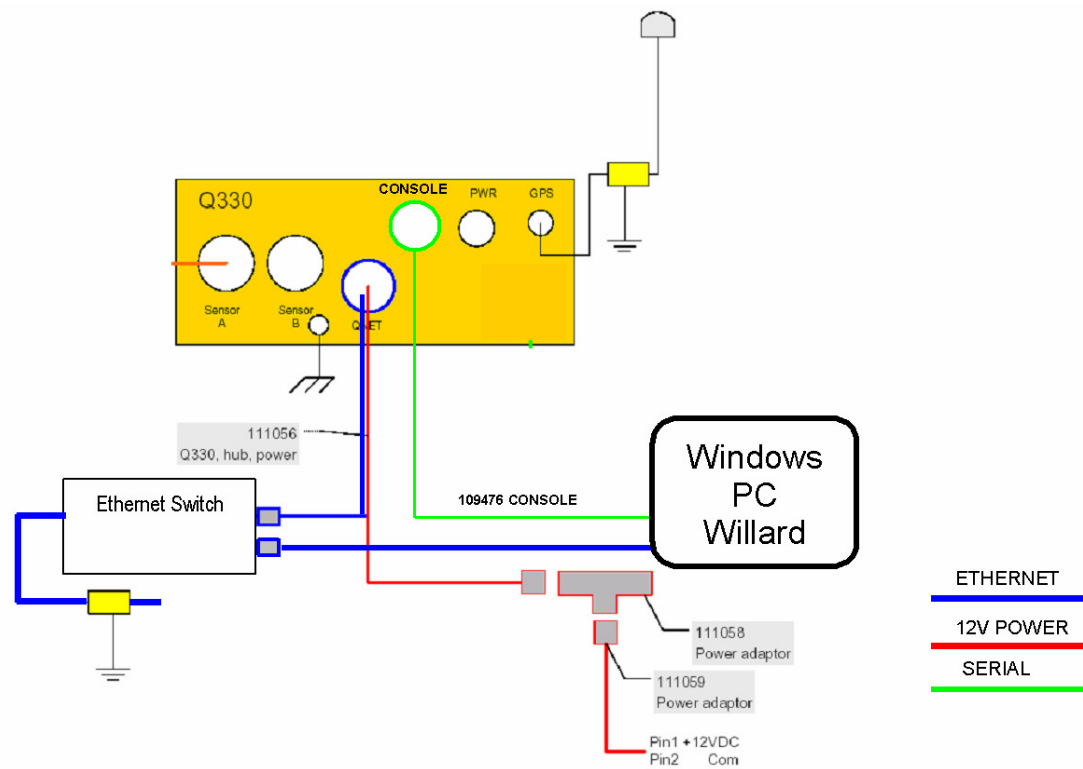 Q330
CONSOLE
PWR
GPS
Sensor
A
Sensor
B
QNET
111056
Q330, hub, power
Ethernet Switch
109476 CONSOLE
Windows
PC
Willard
ETHERNET
12V POWER
SERIAL
111058
Power adaptor
111059
Power adaptor
Pin1 +12VDC
Pin2 Com